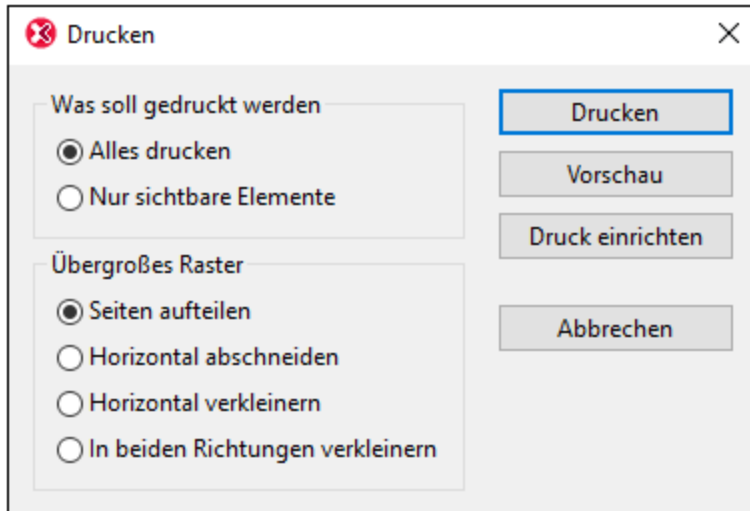 Drucken
Was soll gedruckt werden
Alles drucken
Nur sichtbare Elemente
Übergroßes Raster
Seiten aufteilen
Horizontal abschneiden
Horizontal verkleinern
In beiden Richtungen verkleinern
Drucken
Vorschau
Druck einrichten
Abbrechen